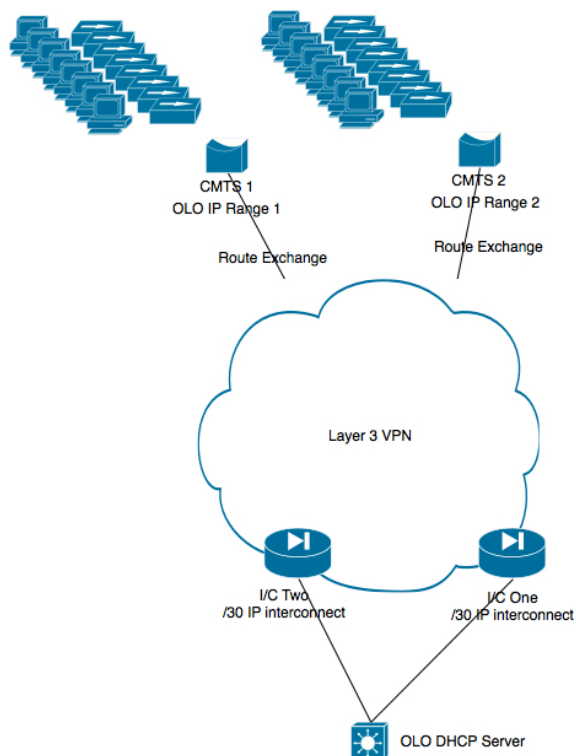 CMTS 1
OLO IP Range 1
CMTS 2
OLO IP Range 2
Route Exchange
Route Exchange
Layer 3 VPN
I/C Two
/30 IP interconnect
I/C One
/30 IP interconnect
OLO DHCP Server